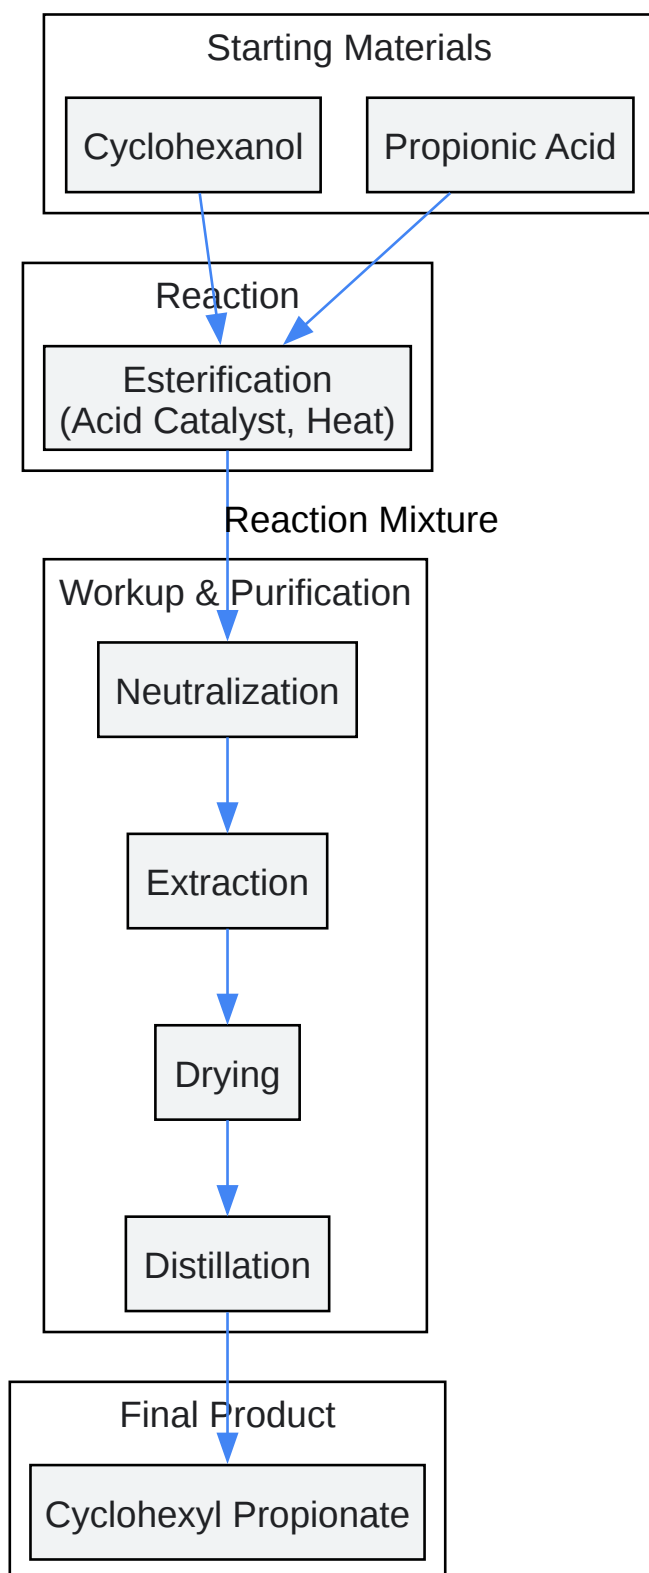 Starting Materials
Cyclohexanol
Propionic Acid
Reaction
Esterification
(Acid Catalyst, Heat)
Reaction Mixture
Workup & Purification
Neutralization
Extraction
Drying
Distillation
Final Product
Cyclohexyl Propionate